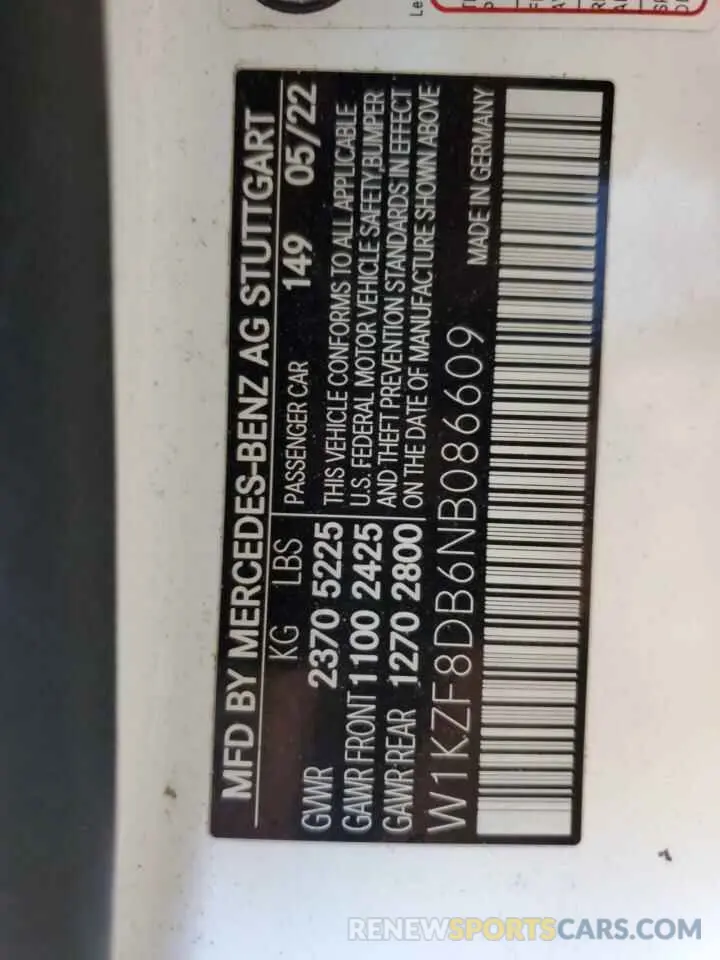 MFD BY MERCEDES-BENZ AG STUTTGART
KG LBS
GVWR 2370 5225
GAWR FRONT 1100 2425
GAWR REAR 1270 2800
PASSENGER CAR 149 05/22
THIS VEHICLE CONFORMS TO ALL APPLICABLE
U.S. FEDERAL MOTOR VEHICLE SAFETY,BUMPER
AND THEFT PREVENTION STANDARDS IN EFFECT
ON THE DATE OF MANUFACTURE SHOWN ABOVE
W1KZF8DB6NB086609 MADE IN GERMANY
RENEWSPORTSCARS.COM